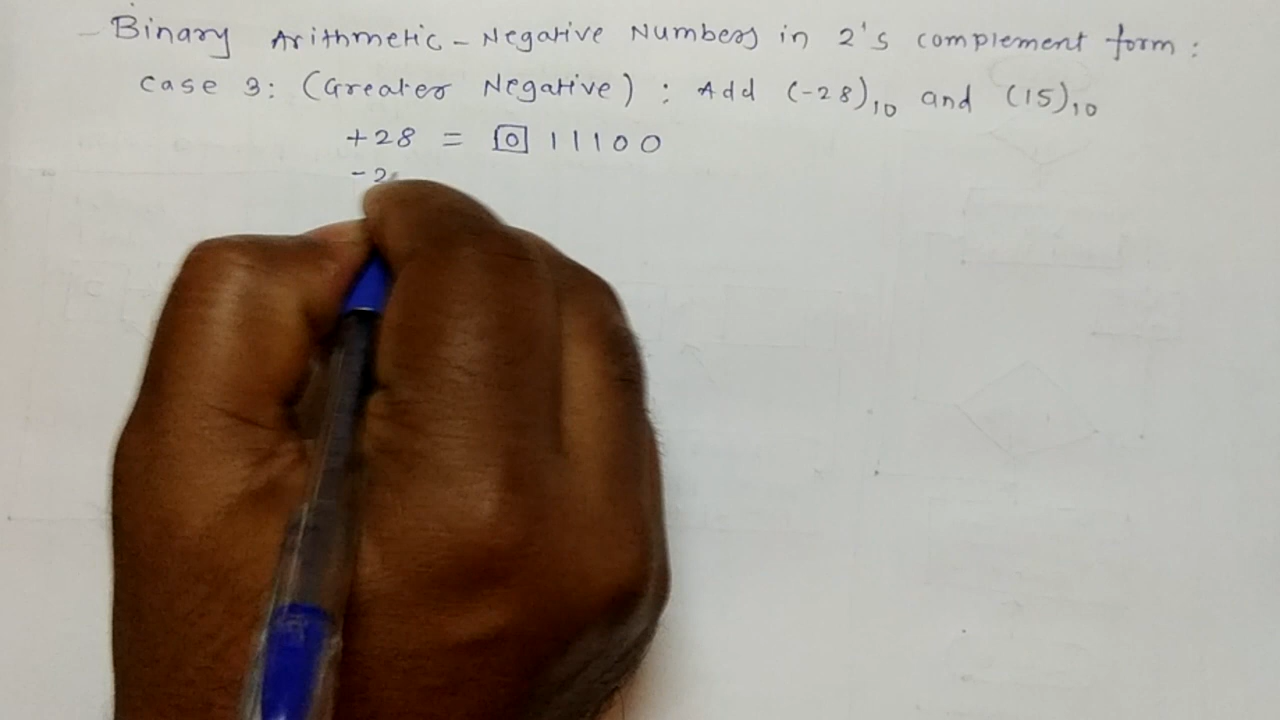 Binary Arithmetic - Negative Numbers in 2's complement form :
Case 3: (Greater Negative) : Add (-28)10 and (15)10
+28 = 0 11100
-2